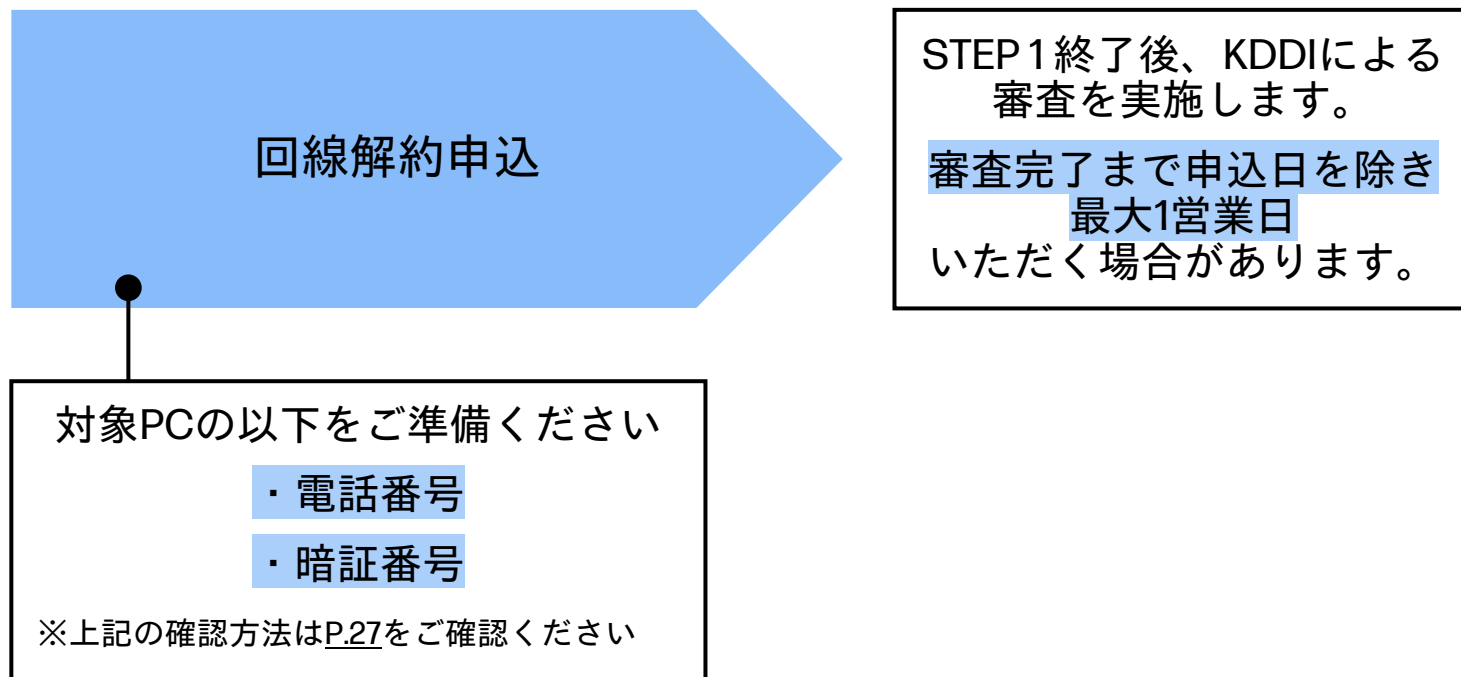 回線解約申込
STEP1終了後、KDDIによる
審査を実施します。
審査完了まで申込日を除き
最大1営業日
いただく場合があります。
対象PCの以下をご準備ください
・電話番号
・暗証番号
※上記の確認方法はP.27をご確認ください